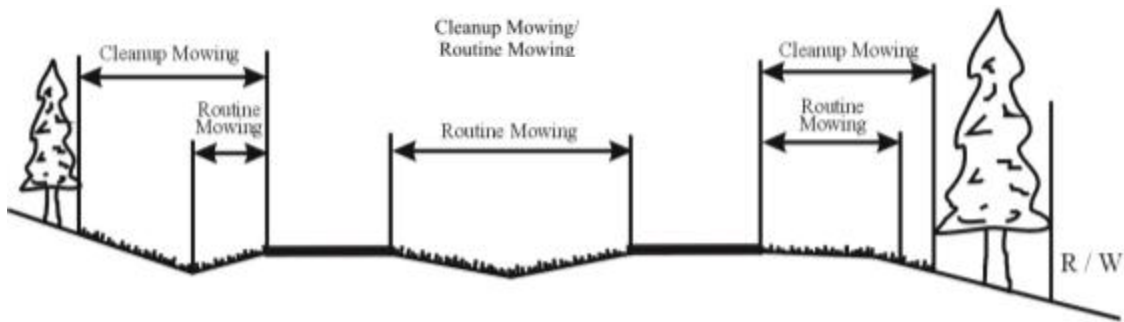 Cleanup Mowing/
Routine Mowing
Cleanup Mowing
Routine
Mowing
Routine Mowing
Cleanup Mowing
Routine
Mowing
R / W